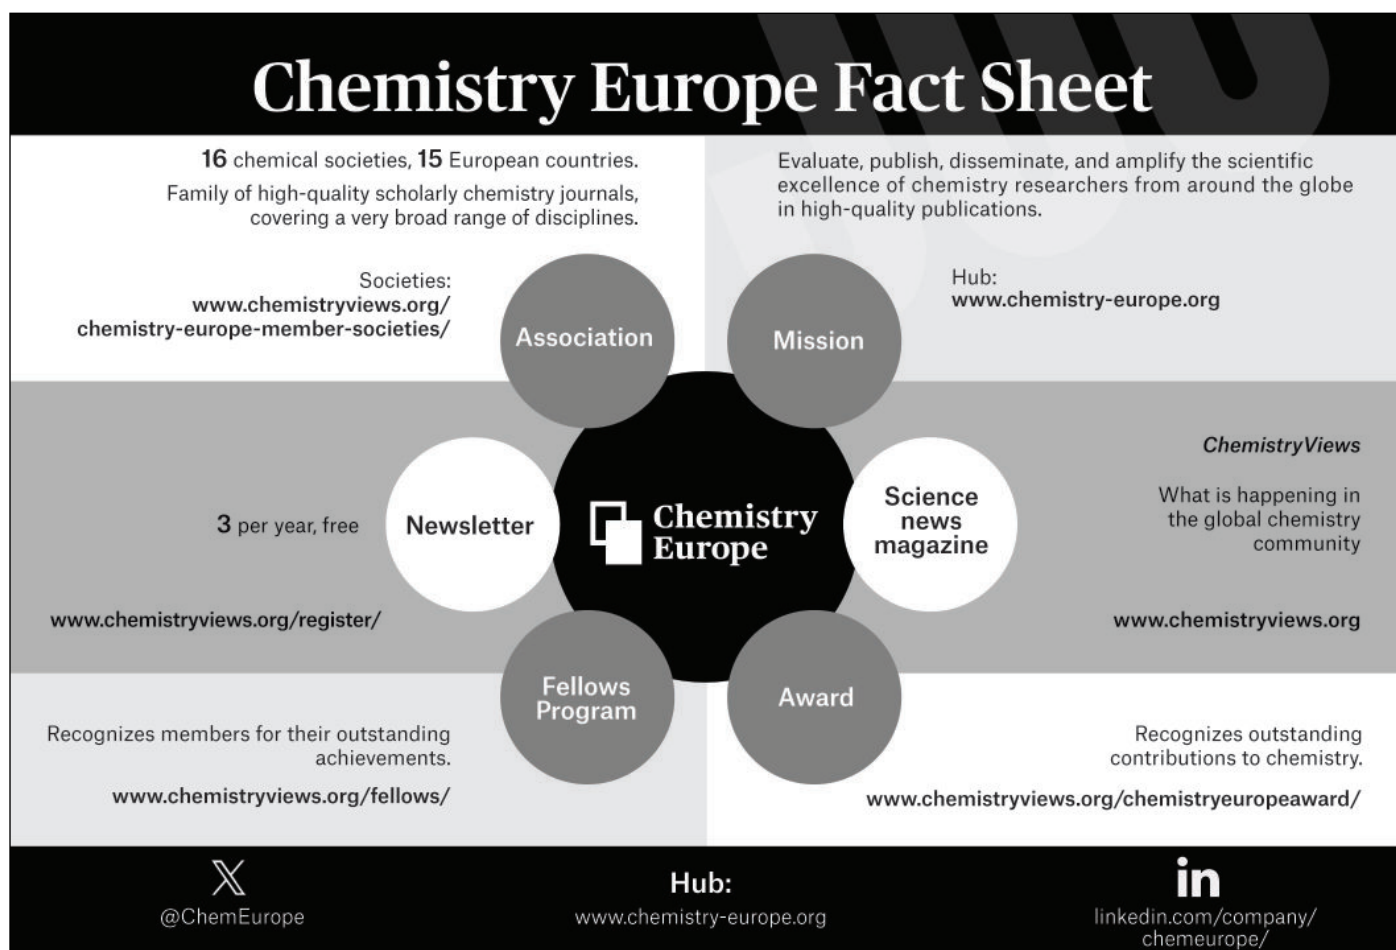 Chemistry Europe Fact Sheet
16 chemical societies, 15 European countries.
Family of high-quality scholarly chemistry journals,
covering a very broad range of disciplines.
Societies:
www.chemistryviews.org/
chemistry-europe-member-societies/
Association
Evaluate, publish, disseminate, and amplify the scientific
excellence of chemistry researchers from around the globe
in high-quality publications.
Hub:
www.chemistry-europe.org
Mission
3 per year, free
www.chemistryviews.org/register/
Newsletter
Chemistry
Europe
Science
news
magazine
ChemistryViews
What is happening in
the global chemistry
community
www.chemistryviews.org
Fellows
Program
Recognizes members for their outstanding
achievements.
www.chemistryviews.org/fellows/
Award
Recognizes outstanding
contributions to chemistry.
www.chemistryviews.org/chemistryeuropeaward/
@ChemEurope
Hub:
www.chemistry-europe.org
in
linkedin.com/company/
chemeurope/